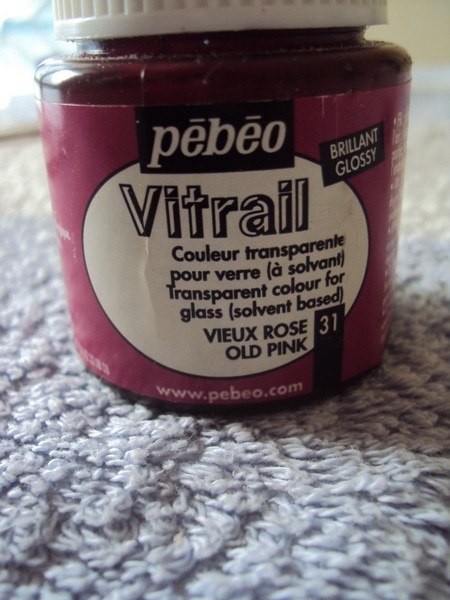 pēbēo
BRILLANT
GLOSSY
Vitrail
Couleur transparente
pour verre (à solvant)
Transparent colour for
glass (solvent based)
VIEUX ROSE
OLD PINK
31
www.pebeo.com